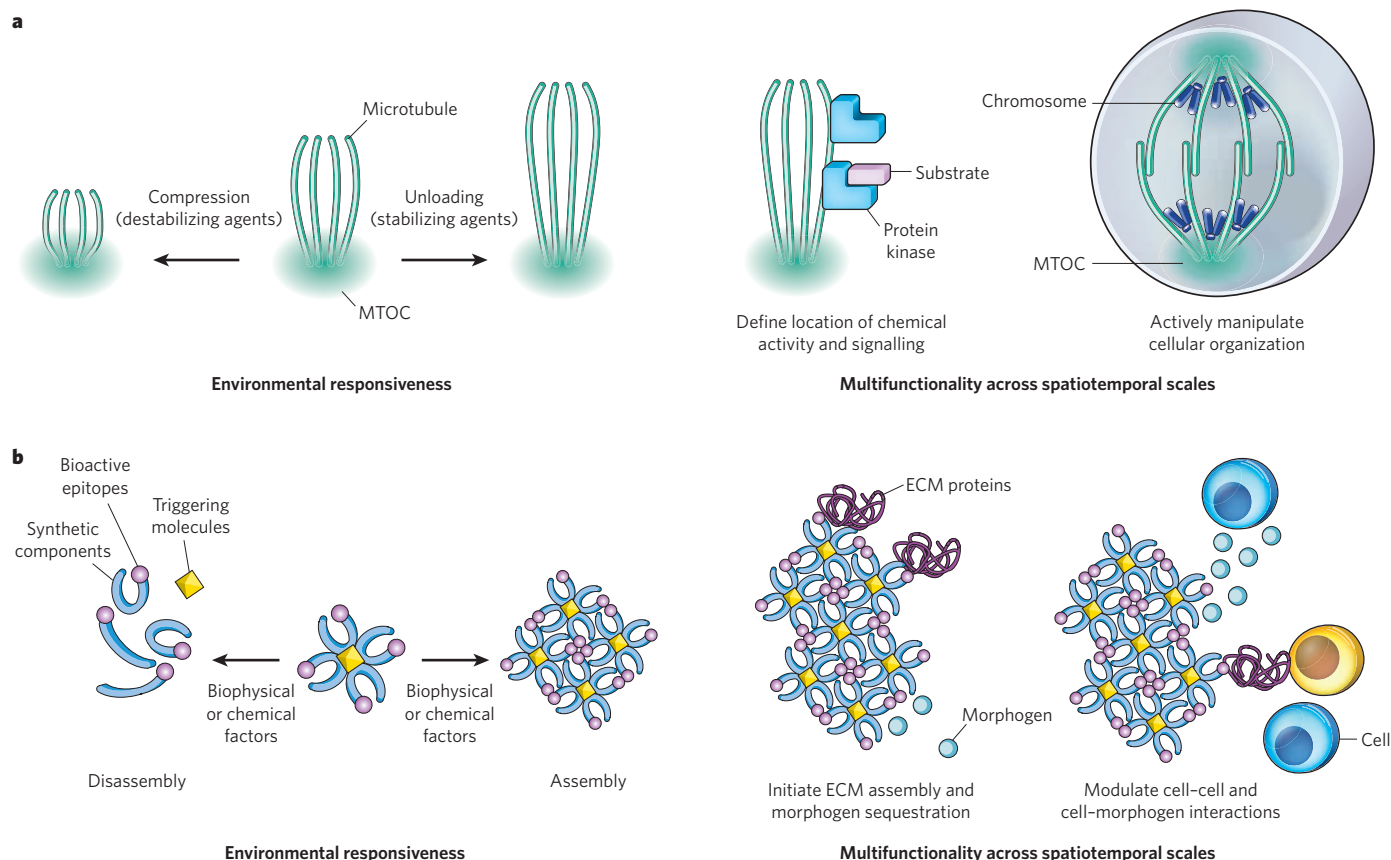 a
Microtubule
Compression
(destabilizing agents)
Unloading
(stabilizing agents)
MTOC
Environmental responsiveness
Substrate
Protein
kinase
Define location of chemical
activity and signalling
Chromosome
MTOC
Actively manipulate
cellular organization
Multifunctionality across spatiotemporal scales
b
Bioactive
epitopes
Triggering
molecules
Synthetic
components
Biophysical
or chemical
factors
Biophysical
or chemical
factors
Disassembly
Assembly
Environmental responsiveness
ECM proteins
Morphogen
Initiate ECM assembly and
morphogen sequestration
Cell
Modulate cell–cell and
cell–morphogen interactions
Multifunctionality across spatiotemporal scales